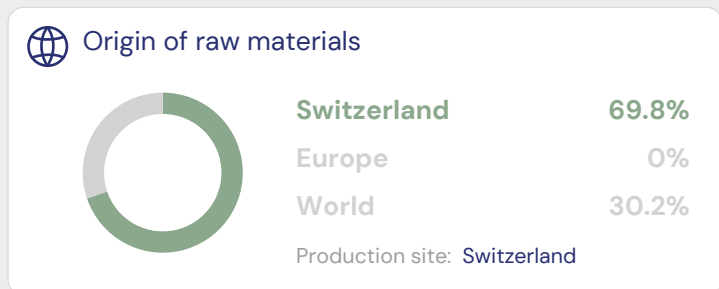 Origin of raw materials
Switzerland 69.8%
Europe 0%
World 30.2%
Production site: Switzerland